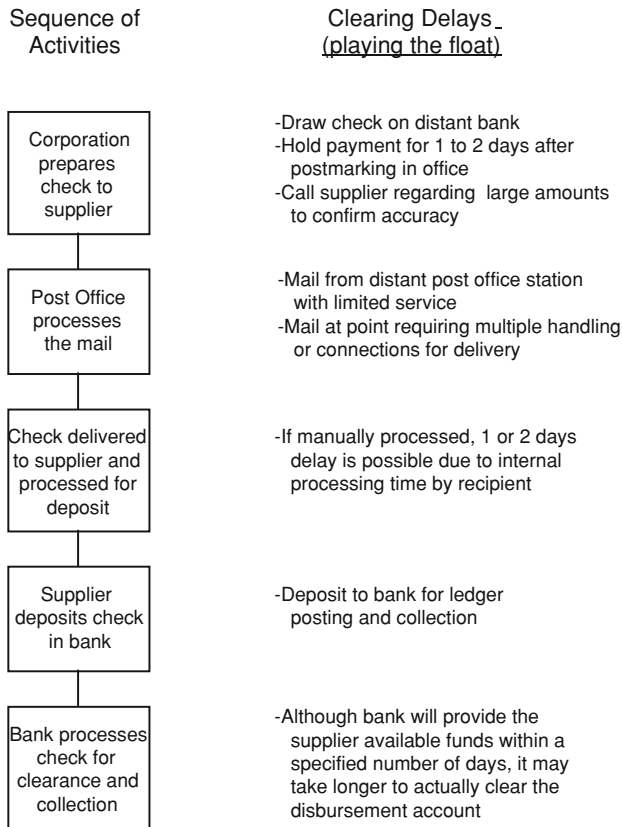 Sequence of
Activities
Clearing Delays
(playing the float)
Corporation
prepares
check to
supplier
-Draw check on distant bank
-Hold payment for 1 to 2 days after
postmarking in office
-Call supplier regarding large amounts
to confirm accuracy
Post Office
processes
the mail
-Mail from distant post office station
with limited service
-Mail at point requiring multiple handling
or connections for delivery
Check delivered
to supplier and
processed for
deposit
-If manually processed, 1 or 2 days
delay is possible due to internal
processing time by recipient
Supplier
deposits check
in bank
-Deposit to bank for ledger
posting and collection
Bank processes
check for
clearance and
collection
-Although bank will provide the
supplier available funds within a
specified number of days, it may
take longer to actually clear the
disbursement account